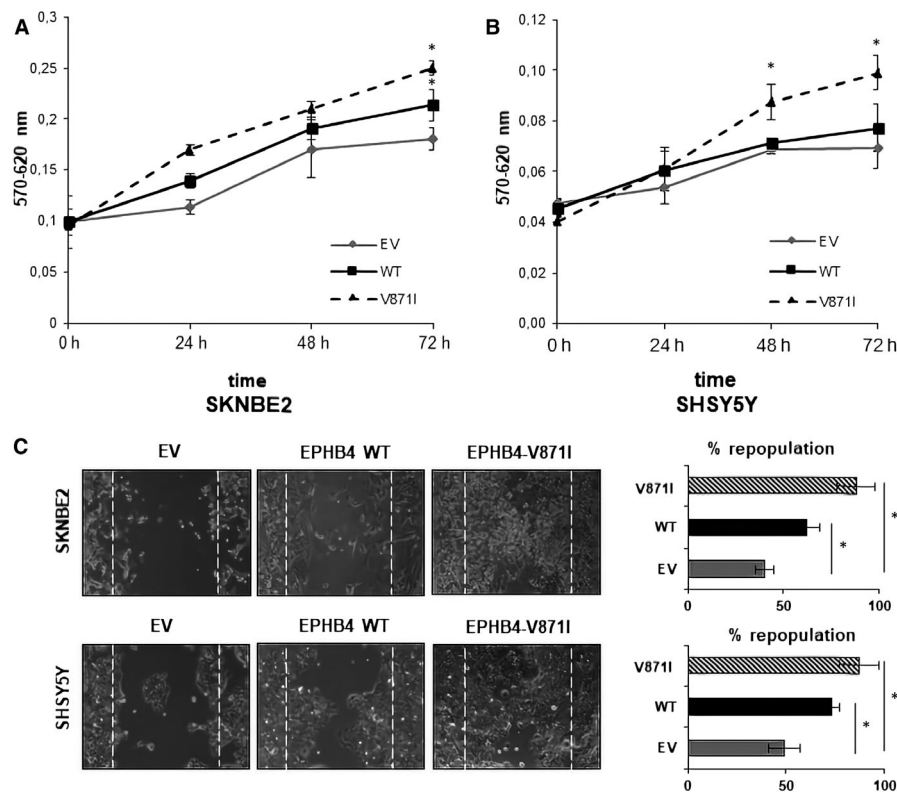 A
0,3
0,25
0,2
0,15
0,1
0,05
0
570-620 nm
*
*
EV
WT
V871I
0 h
24 h
48 h
72 h
time
SKNBE2
B
0,12
0,10
0,08
0,06
0,04
0,02
0,00
570-620 nm
*
*
EV
WT
V871I
0 h
24 h
48 h
72 h
time
SHSY5Y
C
EV
EPHB4 WT
EPHB4-V871I
SKNBE2
% repopulation
V871I
WT
EV
*
*
0
50
100
EV
EPHB4 WT
EPHB4-V871I
SHSY5Y
% repopulation
V871I
WT
EV
*
*
0
50
100